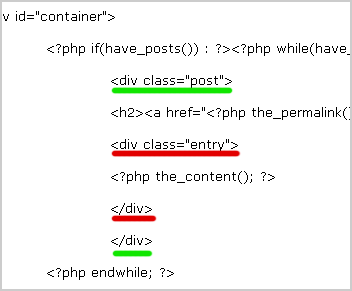 v id="container">
<?php if(have_posts()) : ?><?php while(have_
<div class="post">
<h2><a href="<?php the_permalink()
<div class="entry">
<?php the_content(); ?>
</div>
</div>
<?php endwhile; ?>